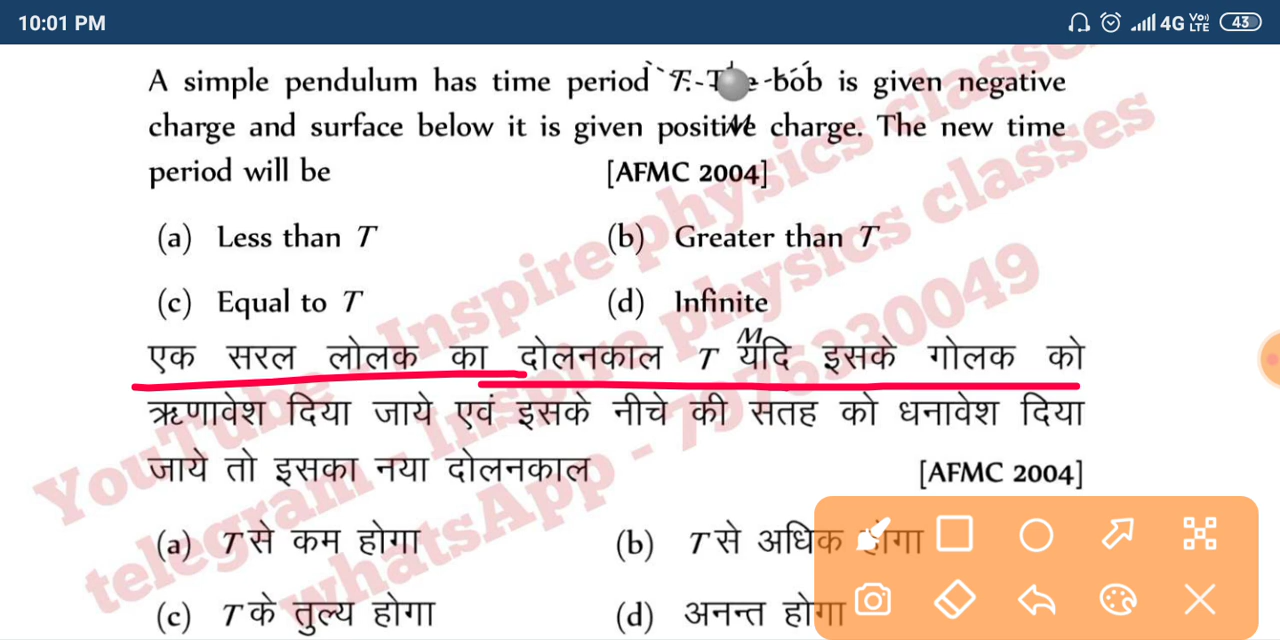 10:01 PM
4G Vo)) LTE 43
A simple pendulum has time period T. The bob is given negative
charge and surface below it is given positive charge. The new time
period will be [AFMC 2004]
(a) Less than T (b) Greater than T
(c) Equal to T (d) Infinite
एक सरल लोलक का दोलनकाल T यदि इसके गोलक को
ऋणावेश दिया जाये एवं इसके नीचे की सतह को धनावेश दिया
जाये तो इसका नया दोलनकाल [AFMC 2004]
(a) T से कम होगा (b) T से अधिक होगा
(c) T के तुल्य होगा (d) अनन्त होगा
YouTube - Inspire physics classes
telegram - Inspire physics classes
whatsApp - 7976330049